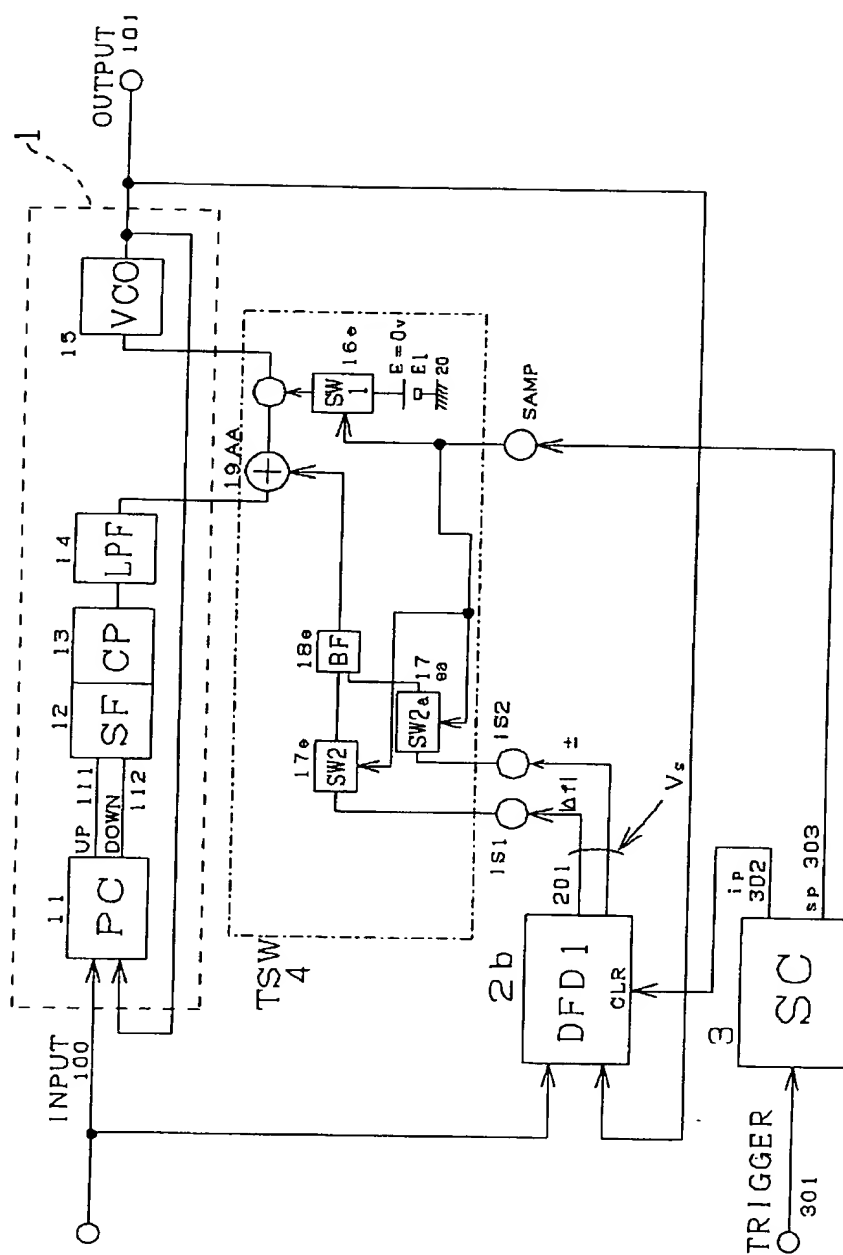 1
OUTPUT
101
15
VCO
14
LPF
13
CP
12
SF
UP 111
DOWN 112
11
PC
INPUT
100
19AA
+
SW
1
16e
E=0v
E1
20
SAMP
18e
BF
17
ea
SW2a
17e
SW2
IS2
IS1
±
|Δf|
Vs
201
TSW
4
2b
DFD1
CLR
ip
302
sp 303
3
SC
TRIGGER
301